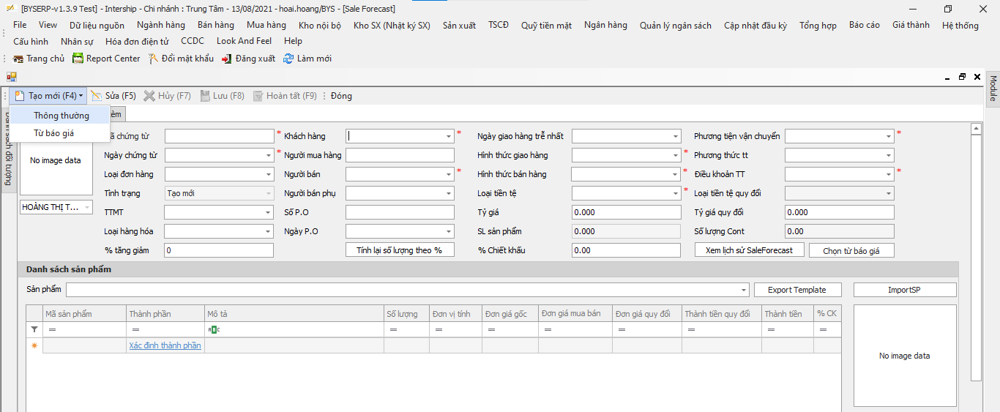 [BYSERP-v1.3.9 Test] - Intership - Chi nhánh : Trung Tâm - 13/08/2021 - hoai.hoang/BYS - [Sale Forecast]
File View Dữ liệu nguồn Ngành hàng Bán hàng Mua hàng Kho nội bộ Kho SX (Nhật ký SX) Sản xuất TSCĐ Quỹ tiền mặt Ngân hàng Quản lý ngân sách Cập nhật đầu kỳ Tổng hợp Báo cáo Giá thành Hệ thống
Cấu hình Nhân sự Hóa đơn điện tử CCDC Look And Feel Help
Trang chủ Report Center Đổi mật khẩu Đăng xuất Làm mới
Module
Tạo mới (F4) Sửa (F5) Hủy (F7) Lưu (F8) Hoàn tất (F9) Đóng
Thông thường
Từ báo giá
Danh sách đối tượng
No image data
HOÀNG THỊ T...
chứng từ * Khách hàng * Ngày giao hàng trễ nhất Phương tiện vận chuyển *
Ngày chứng từ * Người mua hàng Hình thức giao hàng * Phương thức tt
Loại đơn hàng Người bán * Hình thức bán hàng * Điều khoản TT *
Tình trạng Tạo mới Người bán phụ Loại tiền tệ * Loại tiền tệ quy đổi
TTMT Số P.O Tỷ giá 0.000 Tỷ giá quy đổi 0.000
Loại hàng hóa Ngày P.O SL sản phẩm 0.000 Số lượng Cont 0.00
% tăng giảm 0 Tính lại số lượng theo % % Chiết khấu 0.00 Xem lịch sử SaleForecast Chọn từ báo giá
Danh sách sản phẩm
Sản phẩm Export Template ImportSP
Mã sản phẩm Thành phần Mô tả Số lượng Đơn vị tính Đơn giá gốc Đơn giá mua bán Đơn giá quy đổi Thành tiền quy đổi Thành tiền % CK
= = ABC = = = = = = = =
Xác định thành phần
No image data